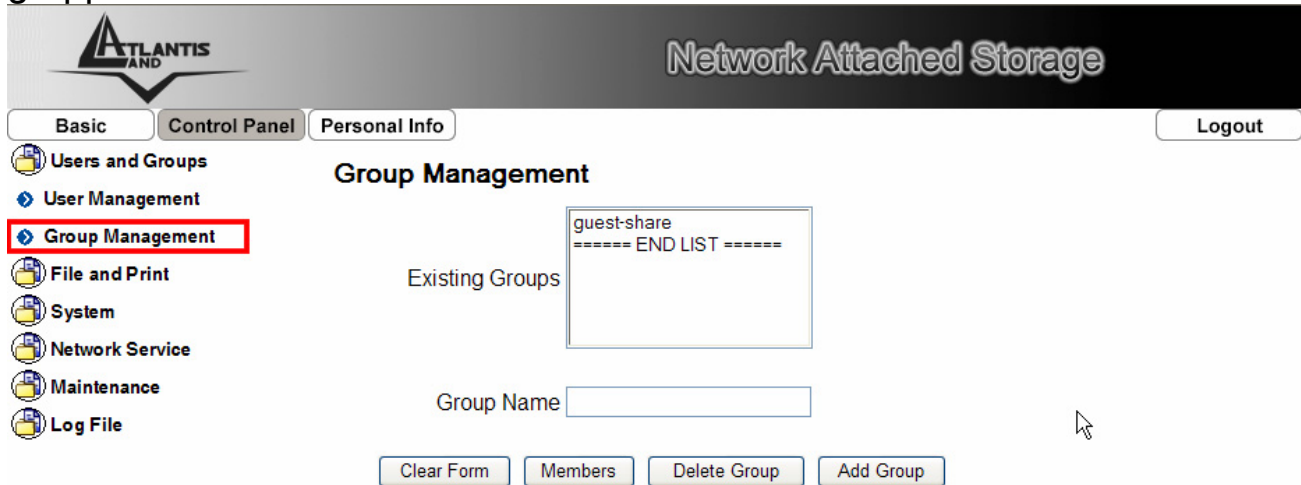 ATLANTIS
LAND
Network Attached Storage
Basic Control Panel Personal Info Logout
Users and Groups
User Management
Group Management
File and Print
System
Network Service
Maintenance
Log File
Group Management
Existing Groups
guest-share
====== END LIST ======
Group Name
Clear Form Members Delete Group Add Group